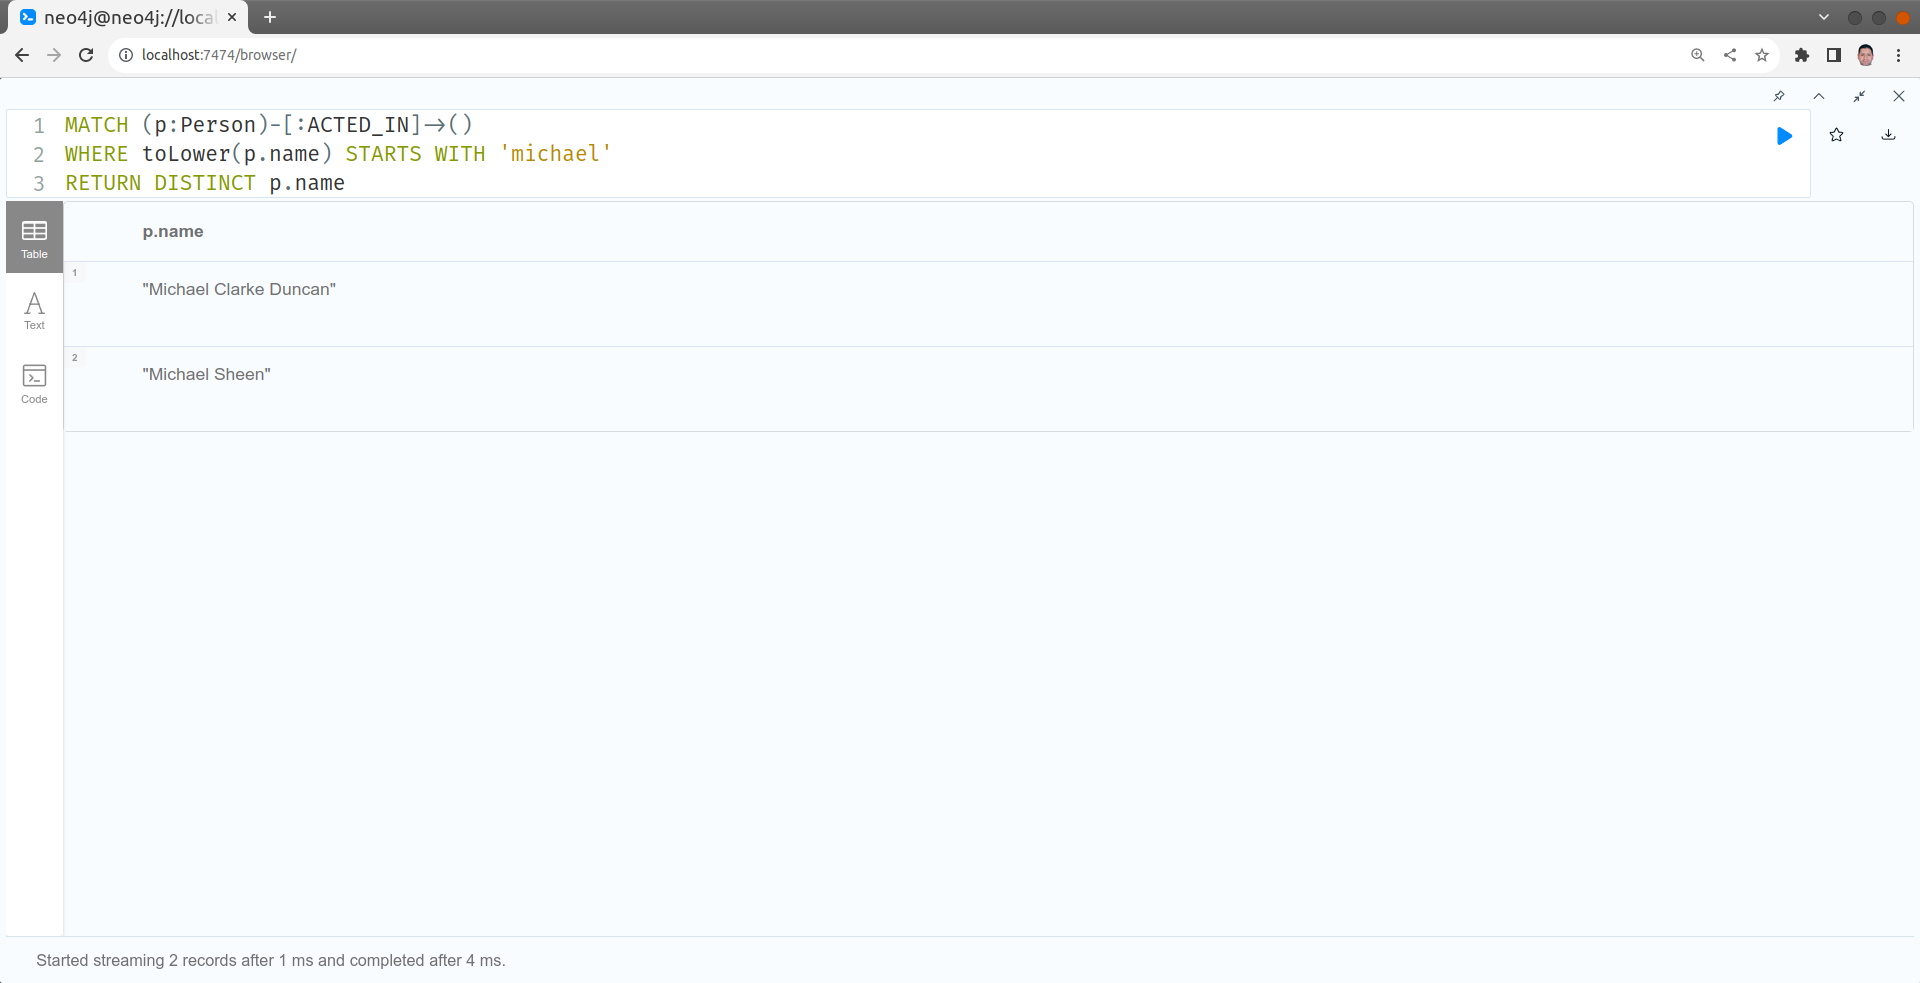 neo4j@neo4j://local
localhost:7474/browser/
1 MATCH (p:Person)-[:ACTED_IN]->()
2 WHERE toLower(p.name) STARTS WITH 'michael'
3 RETURN DISTINCT p.name
Table
Text
Code
p.name
1
"Michael Clarke Duncan"
2
"Michael Sheen"
Started streaming 2 records after 1 ms and completed after 4 ms.